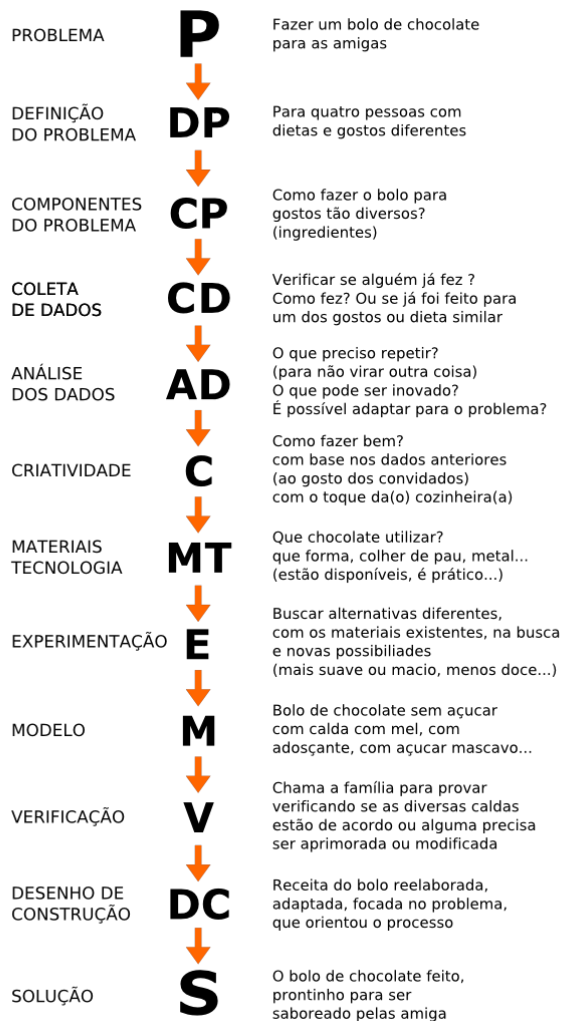 PROBLEMA
P
Fazer um bolo de chocolate
para as amigas
DEFINIÇÃO
DO PROBLEMA
DP
Para quatro pessoas com
dietas e gostos diferentes
COMPONENTES
DO PROBLEMA
CP
Como fazer o bolo para
gostos tão diversos?
(ingredientes)
COLETA
DE DADOS
CD
Verificar se alguém já fez ?
Como fez? Ou se já foi feito para
um dos gostos ou dieta similar
ANÁLISE
DOS DADOS
AD
O que preciso repetir?
(para não virar outra coisa)
O que pode ser inovado?
É possível adaptar para o problema?
CRIATIVIDADE
C
Como fazer bem?
com base nos dados anteriores
(ao gosto dos convidados)
com o toque da(o) cozinheira(a)
MATERIAIS
TECNOLOGIA
MT
Que chocolate utilizar?
que forma, colher de pau, metal...
(estão disponíveis, é prático...)
EXPERIMENTAÇÃO
E
Buscar alternativas diferentes,
com os materiais existentes, na busca
e novas possibiliades
(mais suave ou macio, menos doce...)
MODELO
M
Bolo de chocolate sem açucar
com calda com mel, com
adosçante, com açucar mascavo...
VERIFICAÇÃO
V
Chama a família para provar
verificando se as diversas caldas
estão de acordo ou alguma precisa
ser aprimorada ou modificada
DESENHO DE
CONSTRUÇÃO
DC
Receita do bolo reelaborada,
adaptada, focada no problema,
que orientou o processo
SOLUÇÃO
S
O bolo de chocolate feito,
prontinho para ser
saboreado pelas amiga